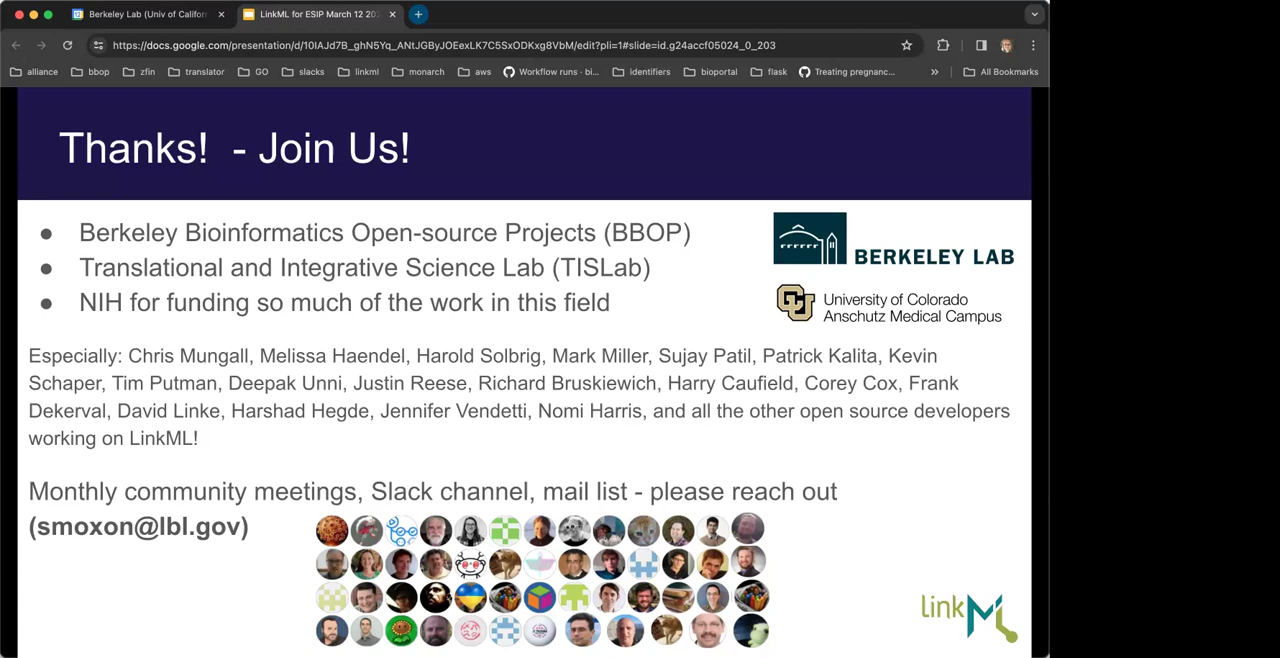 Berkeley Lab (Univ of Califor
LinkML for ESIP March 12 202
https://docs.google.com/presentation/d/10IAJd7B_ghN5Yq_ANtJGByJOEexLK7C5SxODKxg8VbM/edit?pli=1#slide=id.g24accf05024_0_203
alliance bbop zfin translator GO slacks linkml monarch aws Workflow runs · bi... identifiers bioportal flask Treating pregnanc... » All Bookmarks
Thanks! - Join Us!
● Berkeley Bioinformatics Open-source Projects (BBOP)
● Translational and Integrative Science Lab (TISLab)
● NIH for funding so much of the work in this field
BERKELEY LAB
University of Colorado
Anschutz Medical Campus
Especially: Chris Mungall, Melissa Haendel, Harold Solbrig, Mark Miller, Sujay Patil, Patrick Kalita, Kevin
Schaper, Tim Putman, Deepak Unni, Justin Reese, Richard Bruskiewich, Harry Caufield, Corey Cox, Frank
Dekerval, David Linke, Harshad Hegde, Jennifer Vendetti, Nomi Harris, and all the other open source developers
working on LinkML!
Monthly community meetings, Slack channel, mail list - please reach out
(smoxon@lbl.gov)
linkML